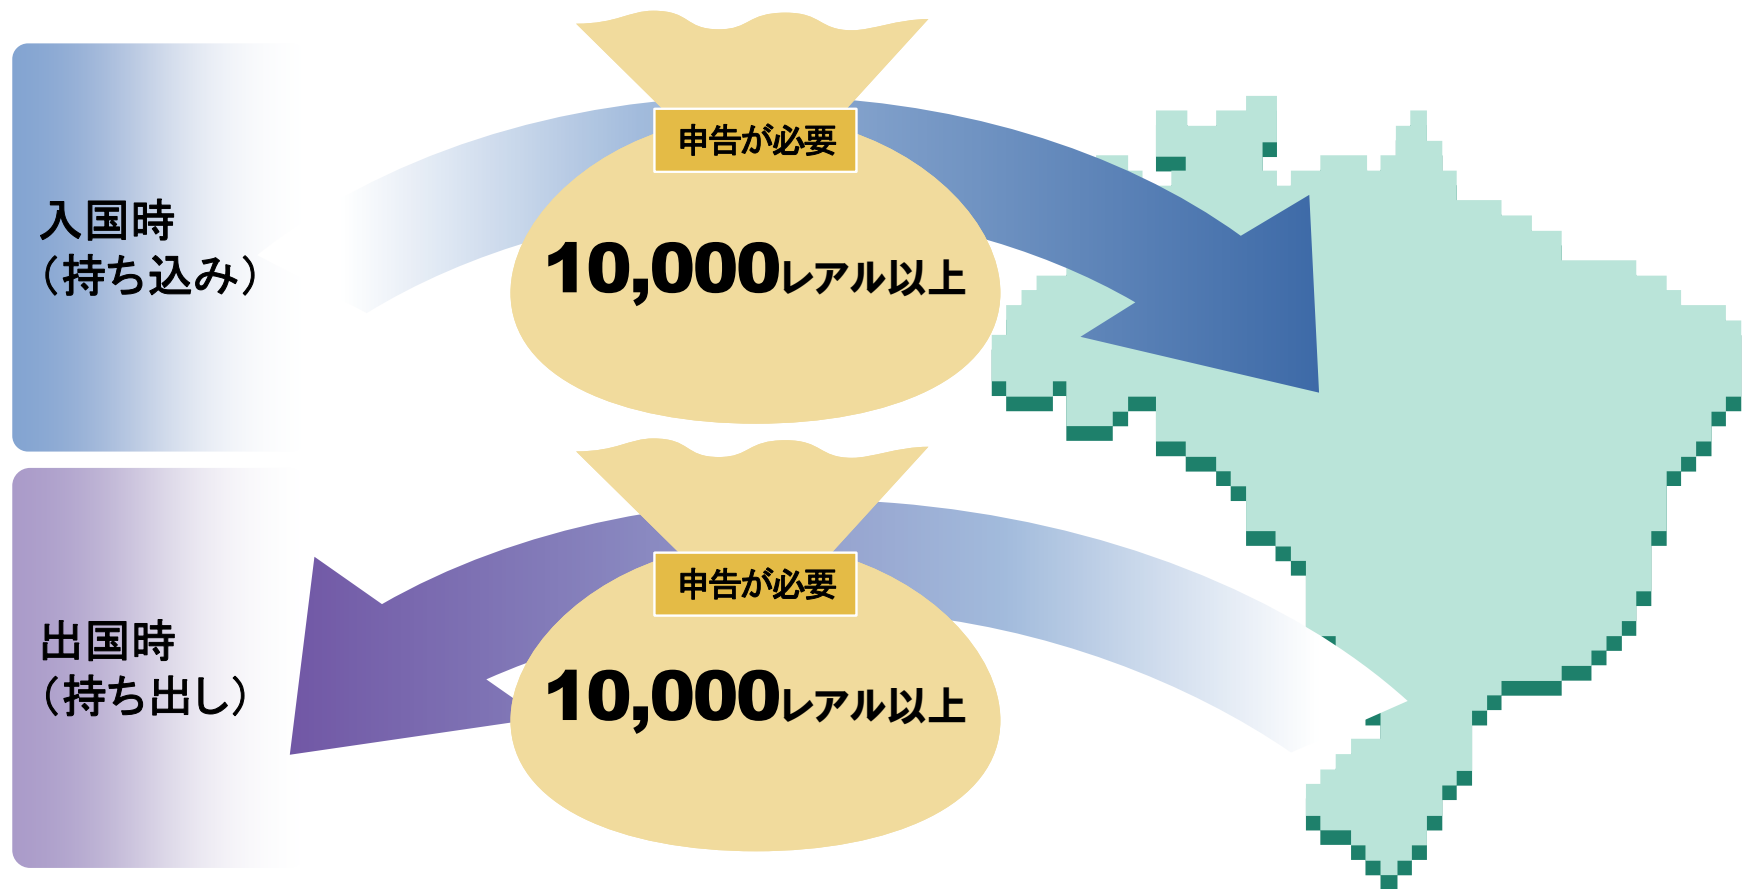 入国時
（持ち込み）
申告が必要
10,000レアル以上
出国時
（持ち出し）
申告が必要
10,000レアル以上